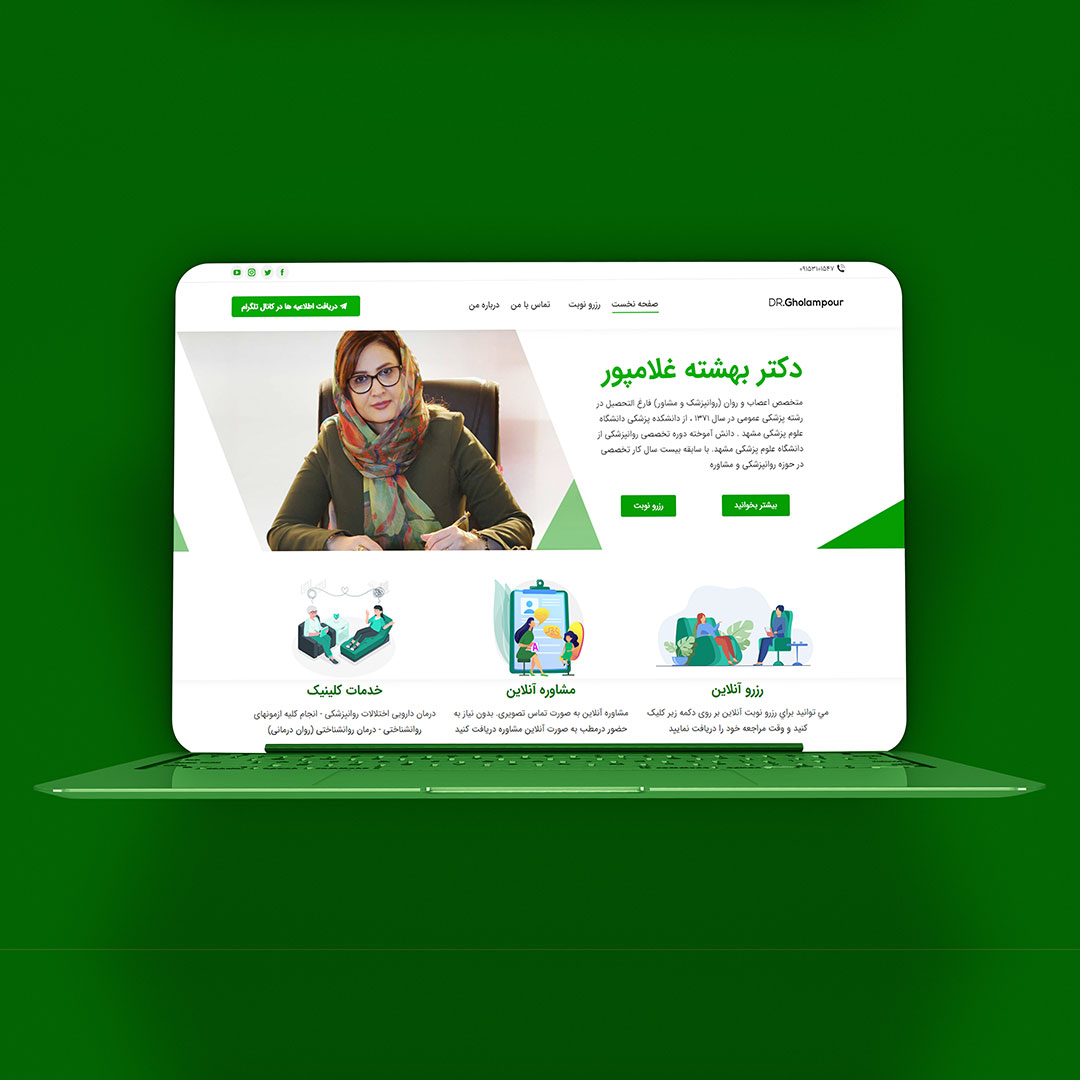 ۰۹۱۵۳۱۰۱۵۴۷
DR.Gholampour
صفحه نخست
رزرو نوبت
تماس با من
درباره من
دریافت اطلاعیه ها در کانال تلگرام
دکتر بهشته غلامپور
متخصص اعصاب و روان (روانپزشک و مشاور) فارغ التحصیل در
رشته پزشکی عمومی در سال ۱۳۷۱ ، از دانشکده پزشکی دانشگاه
علوم پزشکی مشهد . دانش آموخته دوره تخصصی روانپزشکی از
دانشگاه علوم پزشکی مشهد. با سابقه بیست سال کار تخصصی
در حوزه روانپزشکی و مشاوره
بیشتر بخوانید
رزرو نوبت
رزرو آنلاین
می توانید برای رزرو نوبت آنلاین بر روی دکمه زیر کلیک
کنید و وقت مراجعه خود را دریافت نمایید
مشاوره آنلاین
مشاوره آنلاین به صورت تماس تصویری. بدون نیاز به
حضور درمطب به صورت آنلاین مشاوره دریافت کنید
خدمات کلینیک
درمان دارویی اختلالات روانپزشکی - انجام کلیه ازمونهای
روانشناختی - درمان روانشناختی (روان درمانی)